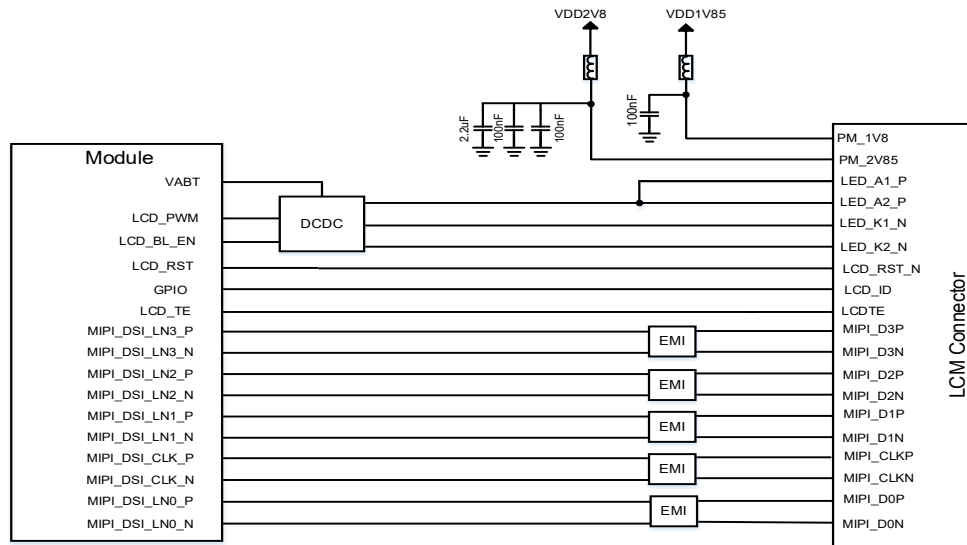 VDD2V8
VDD1V85
2.2uF
100nF
100nF
100nF
Module
VABT
LCD_PWM
LCD_BL_EN
LCD_RST
GPIO
LCD_TE
MIPI_DSI_LN3_P
MIPI_DSI_LN3_N
MIPI_DSI_LN2_P
MIPI_DSI_LN2_N
MIPI_DSI_LN1_P
MIPI_DSI_LN1_N
MIPI_DSI_CLK_P
MIPI_DSI_CLK_N
MIPI_DSI_LN0_P
MIPI_DSI_LN0_N
DCDC
EMI
EMI
EMI
EMI
EMI
PM_1V8
PM_2V85
LED_A1_P
LED_A2_P
LED_K1_N
LED_K2_N
LCD_RST_N
LCD_ID
LCDTE
MIPI_D3P
MIPI_D3N
MIPI_D2P
MIPI_D2N
MIPI_D1P
MIPI_D1N
MIPI_CLKP
MIPI_CLKN
MIPI_D0P
MIPI_D0N
LCM Connector